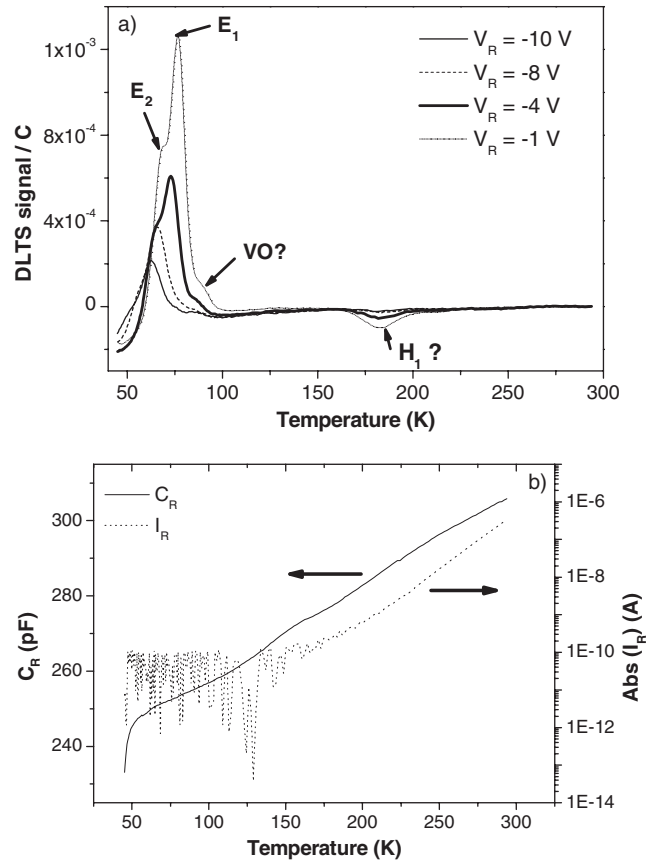 a)
E1
E2
VO?
H1 ?
VR = -10 V
VR = -8 V
VR = -4 V
VR = -1 V
1x10-3
8x10-4
4x10-4
0
DLTS signal / C
50 100 150 200 250 300
Temperature (K)
b)
CR
IR
300
280
260
240
CR (pF)
1E-6
1E-8
1E-10
1E-12
1E-14
Abs (IR) (A)
50 100 150 200 250 300
Temperature (K)